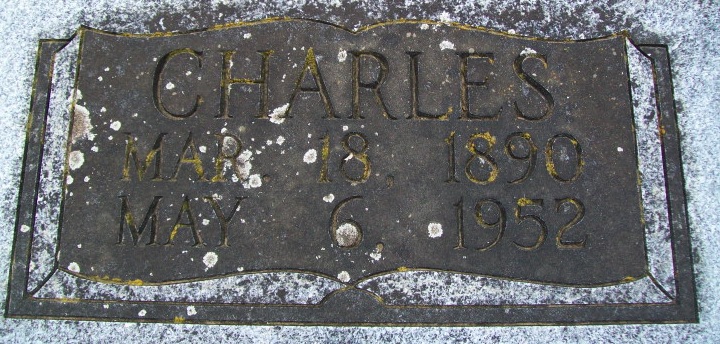 CHARLES
MAR. 18, 1890
MAY 6, 1952